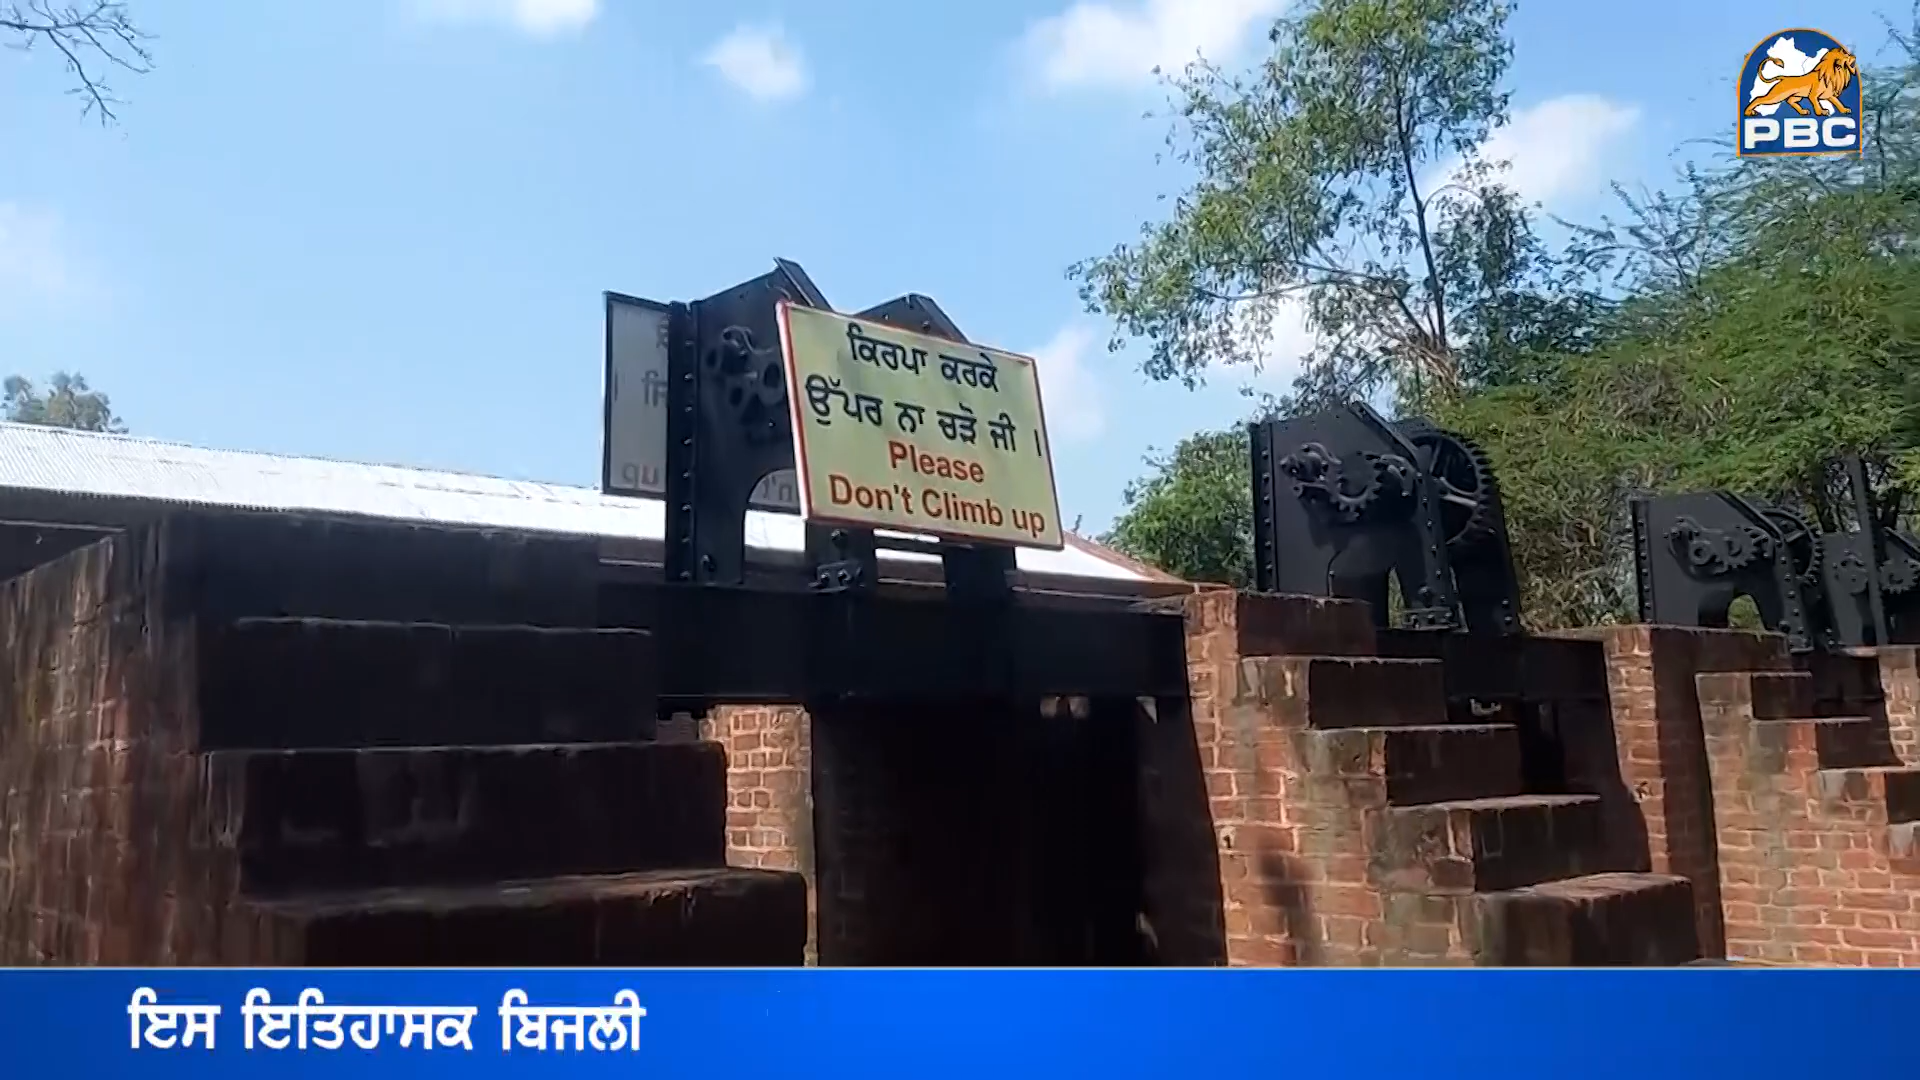 PBC
ਕਿਰਪਾ ਕਰਕੇ
ਉੱਪਰ ਨਾ ਚੜੋ ਜੀ ।
Please
Don't Climb up
ਇਸ ਇਤਿਹਾਸਕ ਬਿਜਲੀ